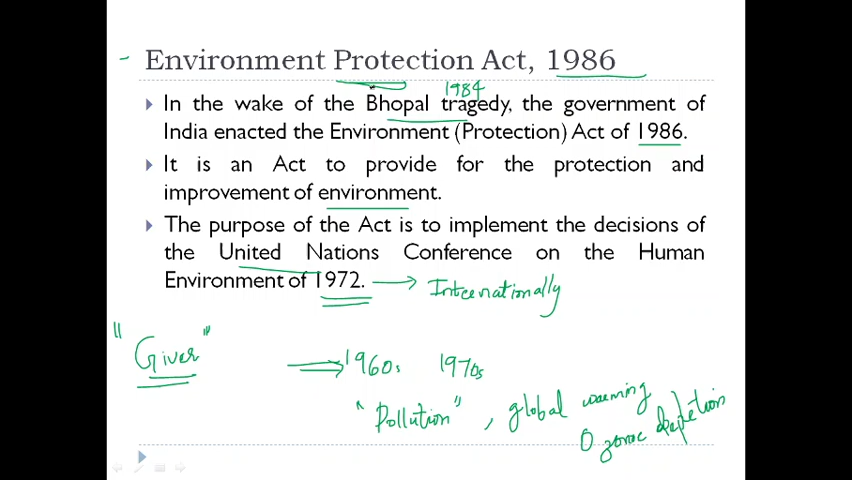 Environment Protection Act, 1986
1984
In the wake of the Bhopal tragedy, the government of
India enacted the Environment (Protection) Act of 1986.
It is an Act to provide for the protection and
improvement of environment.
The purpose of the Act is to implement the decisions of
the United Nations Conference on the Human
Environment of 1972. → Internationally
"Giver" ⇒ 1960s 1970s
"Pollution", global warming
Ozone depletion